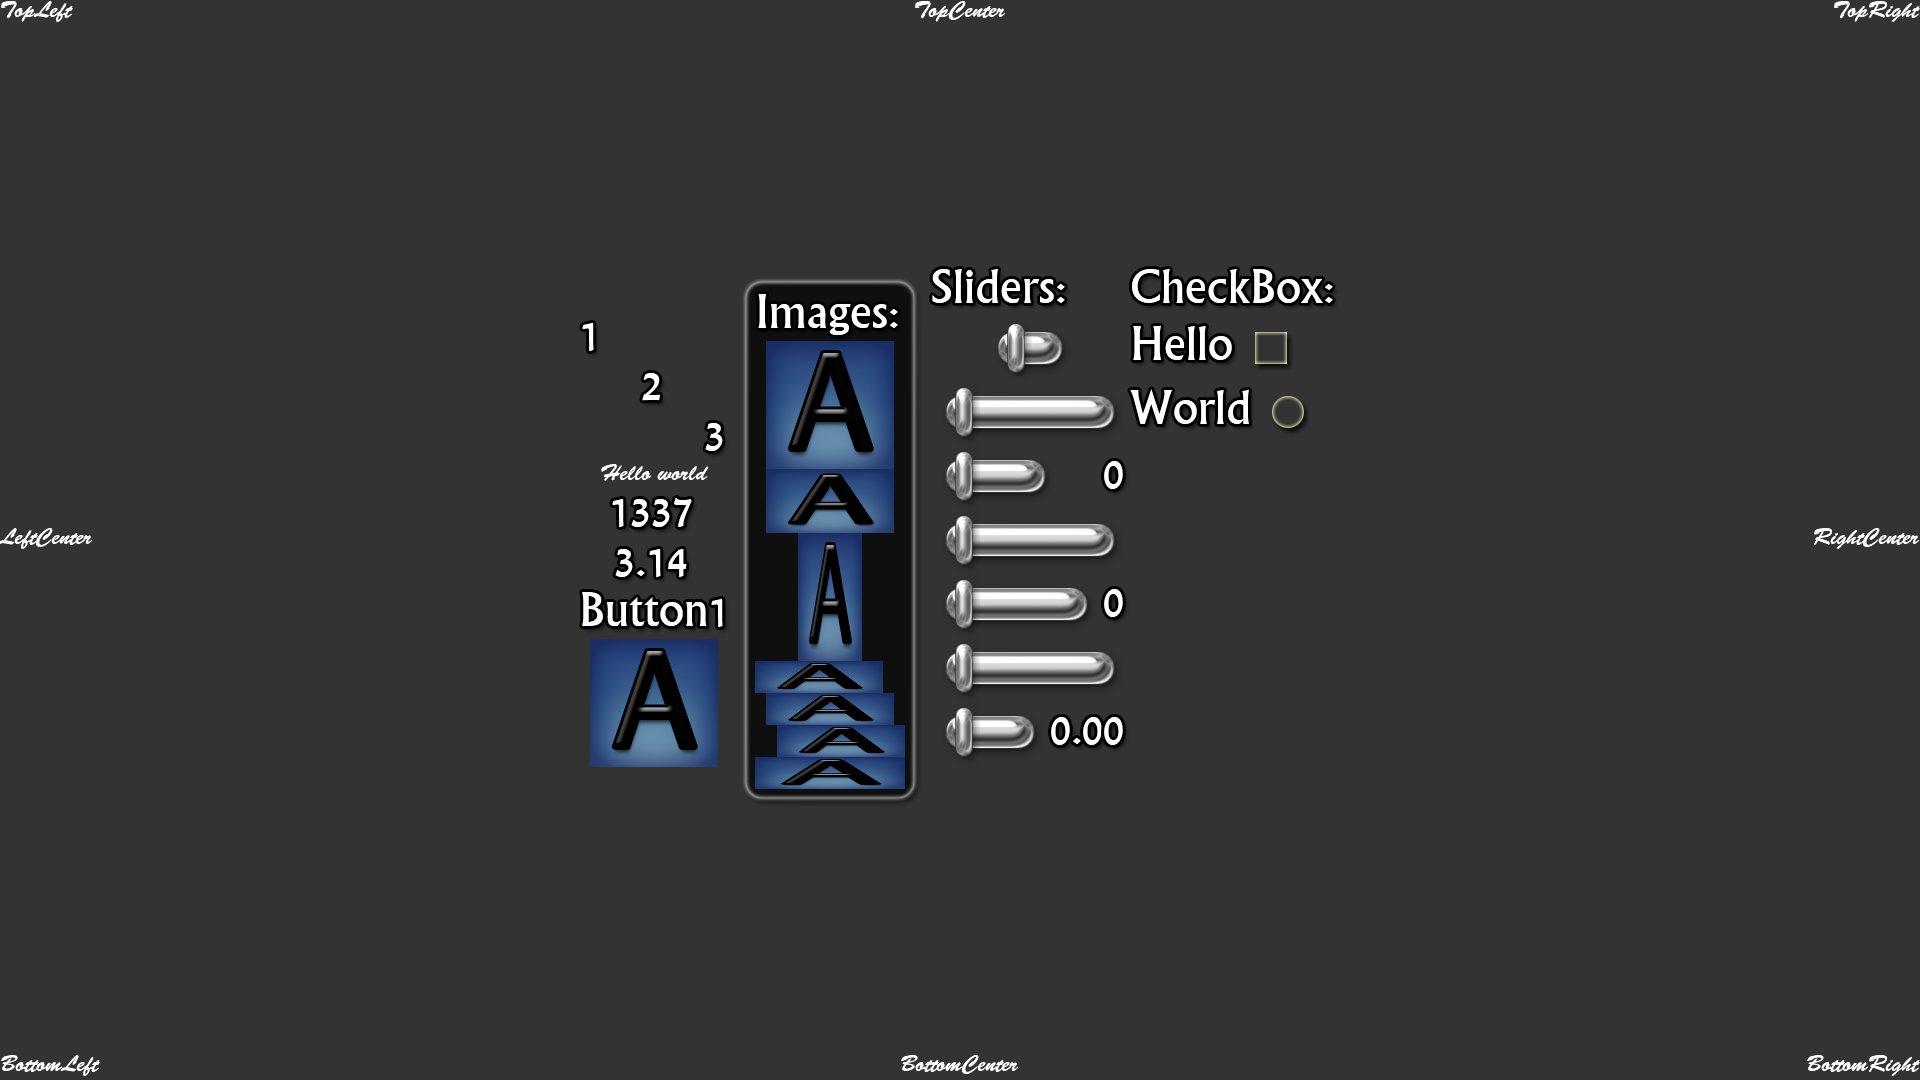 TopLeft
TopCenter
TopRight
1
2
3
Hello world
1337
3.14
Button1
A
Images:
A
A
A
A
A
A
A
Sliders:
0
0
0.00
CheckBox:
Hello
World
LeftCenter
RightCenter
BottomLeft
BottomCenter
BottomRight